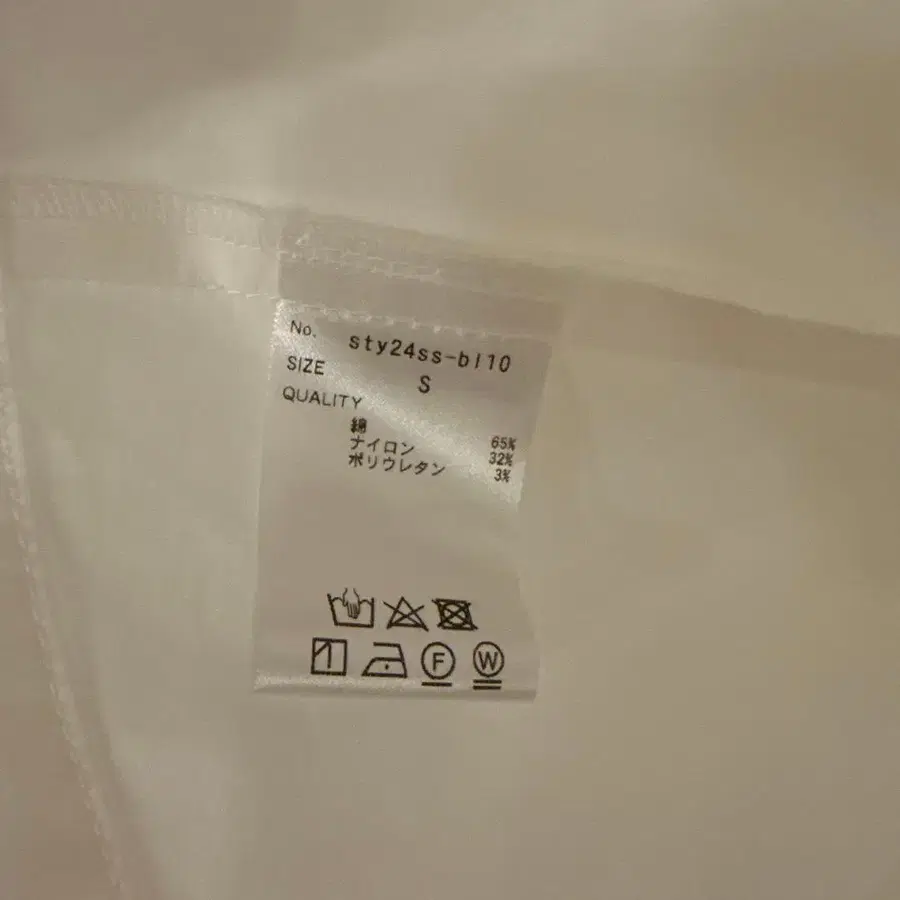 No. sty24ss-bl10
SIZE S
QUALITY
綿 65%
ナイロン 32%
ポリウレタン 3%
F W